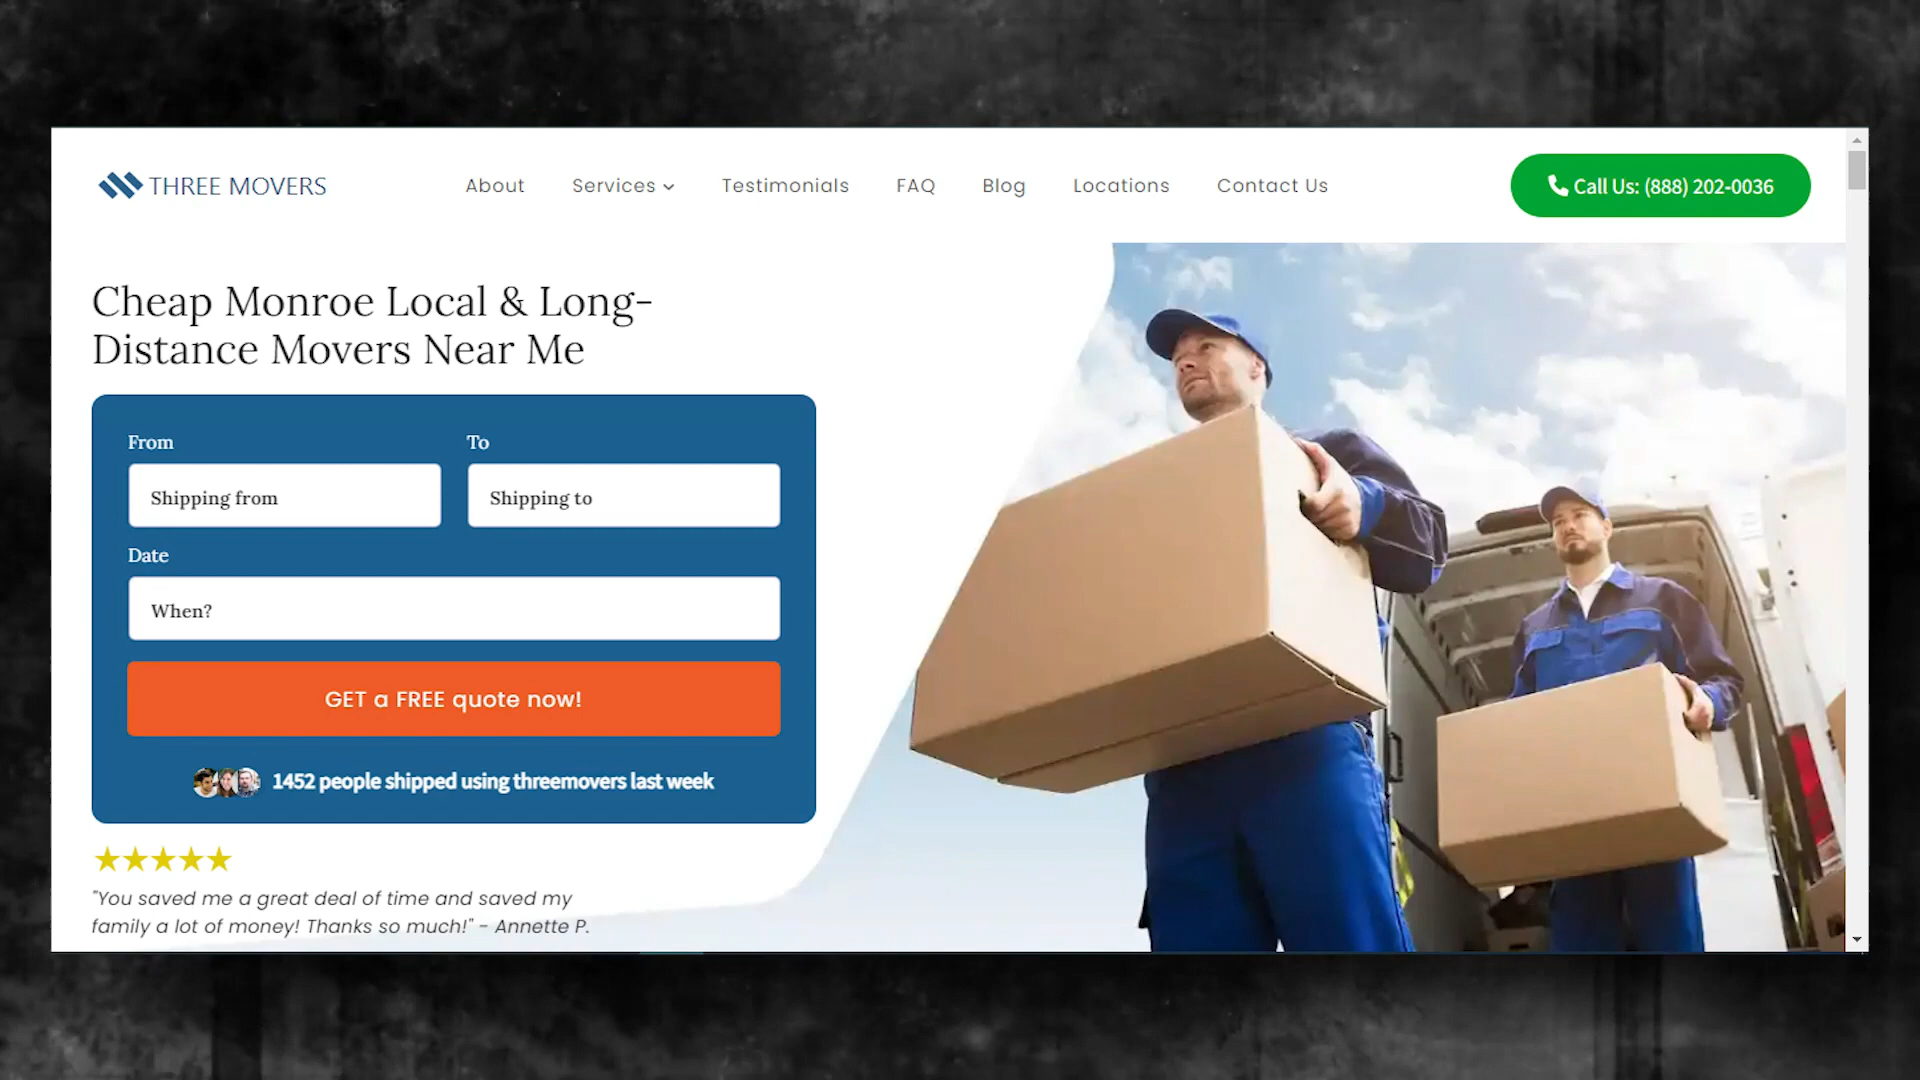 THREE MOVERS
About
Services
Testimonials
FAQ
Blog
Locations
Contact Us
Call Us: (888) 202-0036
Cheap Monroe Local & Long-
Distance Movers Near Me
From
To
Shipping from
Shipping to
Date
When?
GET a FREE quote now!
1452 people shipped using threemovers last week
"You saved me a great deal of time and saved my
family a lot of money! Thanks so much!" - Annette P.